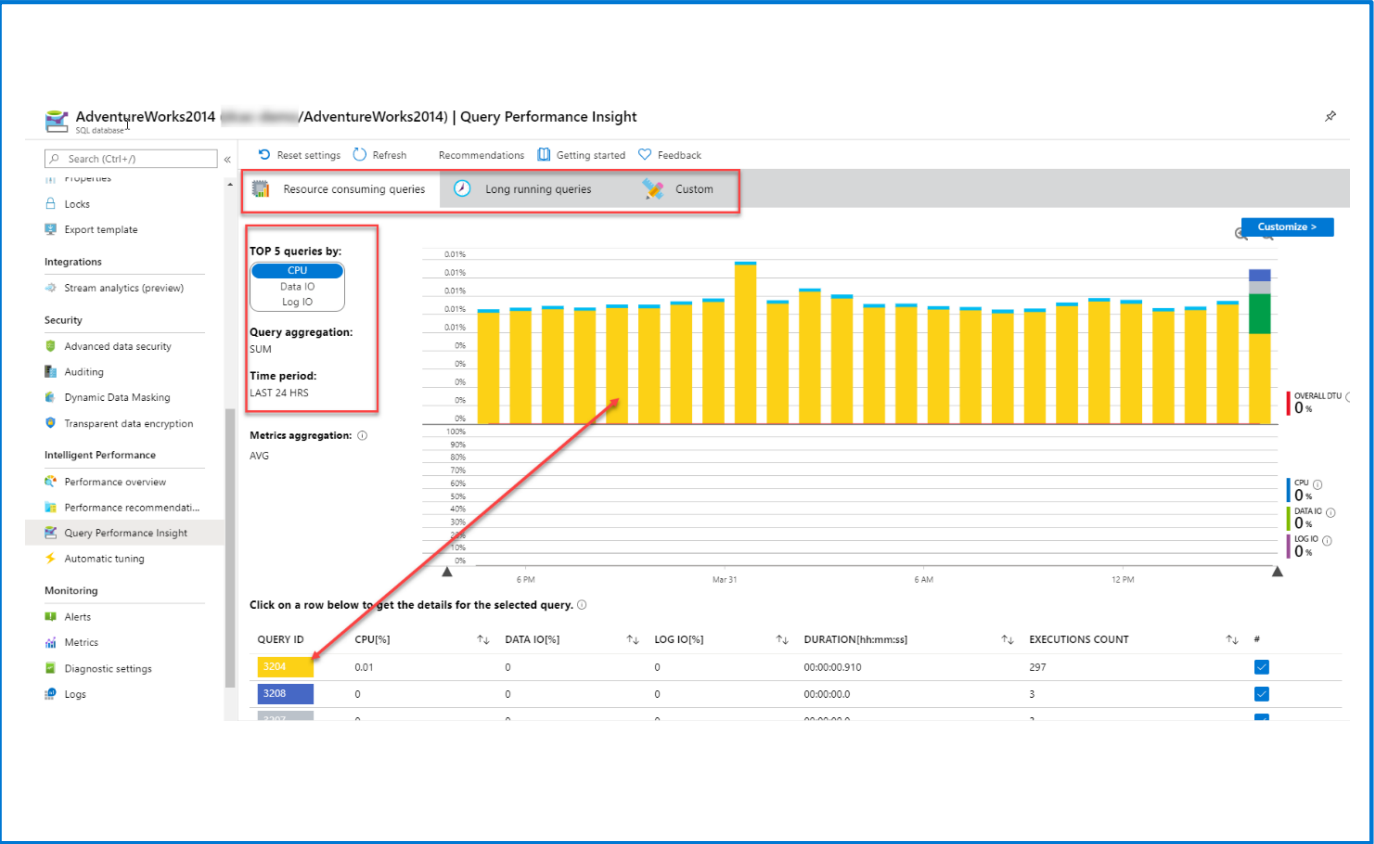 AdventureWorks2014 /AdventureWorks2014) | Query Performance Insight
SQL database
Search (Ctrl+/)
«
Properties
Locks
Export template
Integrations
Stream analytics (preview)
Security
Advanced data security
Auditing
Dynamic Data Masking
Transparent data encryption
Intelligent Performance
Performance overview
Performance recommendati...
Query Performance Insight
Automatic tuning
Monitoring
Alerts
Metrics
Diagnostic settings
Logs
Reset settings Refresh Recommendations Getting started Feedback
Resource consuming queries Long running queries Custom
Customize >
TOP 5 queries by:
CPU
Data IO
Log IO
Query aggregation:
SUM
Time period:
LAST 24 HRS
Metrics aggregation:
AVG
0.01%
0.01%
0.01%
0.01%
0.01%
0%
0%
0%
0%
0%
100%
90%
80%
70%
60%
50%
40%
30%
20%
10%
0%
6 PM Mar 31 6 AM 12 PM
OVERALL DTU
0 %
CPU
0 %
DATA IO
0 %
LOG IO
0 %
Click on a row below to get the details for the selected query.
QUERY ID CPU[%] DATA IO[%] LOG IO[%] DURATION[hh:mm:ss] EXECUTIONS COUNT #
3204 0.01 0 0 00:00:00.910 297
3208 0 0 0 00:00:00.0 3